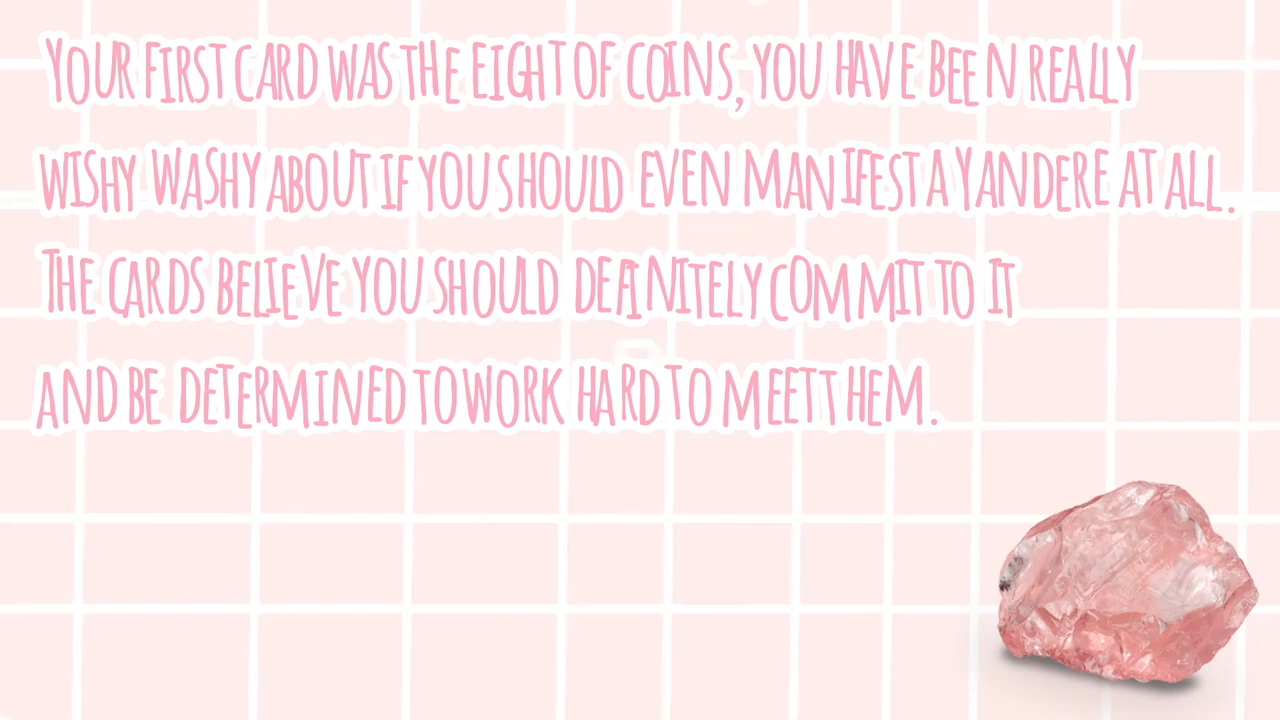 Your first card was the Eight of Coins, you have been really
wishy washy about if you should even manifest a yandere at all.
The cards believe you should definitely commit to it
and be determined to work hard to meet them.